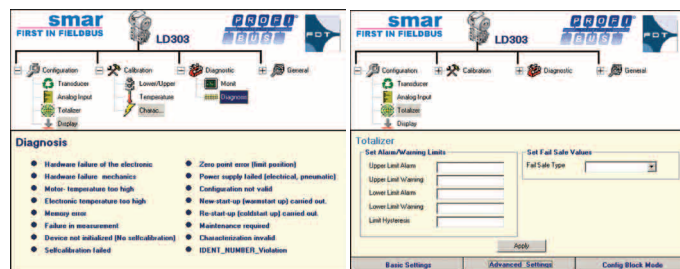 smar
FIRST IN FIELDBUS
LD303
PROFI
BUS
FDT
Configuration
Calibration
Diagnostic
General
Transducer
Lower/Upper
Monit
Analog Input
Temperature
Diagnosis
Totalizer
Charac...
Display
Diagnosis
Hardware failure of the electronic
Hardware failure mechanics
Motor- temperature too high
Electronic temperature too high
Memory error
Failure in measurement
Device not initialized (No selfcalibration)
Selfcalibration failed
Zero point error (limit position)
Power supply failed (electrical, pneumatic)
Configuration not valid
New-start-up (warmstart up) carried out.
Re-start-up (coldstart up) carried out.
Maintenance required
Characterization invalid
IDENT_NUMBER_Violation
smar
FIRST IN FIELDBUS
LD303
PROFI
BUS
FDT
Configuration
Calibration
Diagnostic
General
Transducer
Analog Input
Totalizer
Display
Totalizer
Set Alarm/Warning Limits
Upper Limit Alarm
Upper Limit Warning
Lower Limit Alarm
Lower Limit Warning
Limit Hysteresis
Set Fail Safe Values
Fail Safe Type
Apply
Basic Settings
Advanced Settings
Config Block Mode